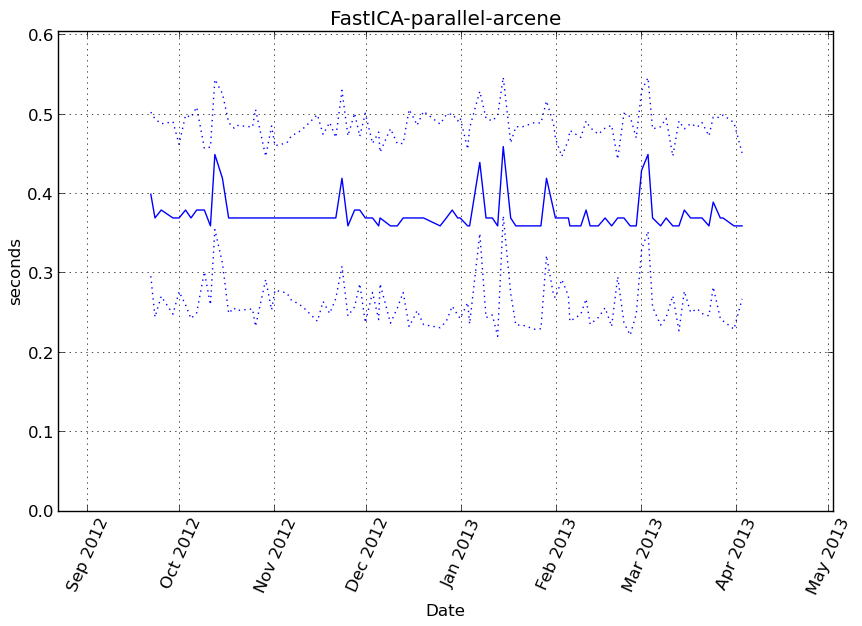 FastICA-parallel-arcene
0.6
0.5
0.4
0.3
0.2
0.1
0.0
seconds
Sep 2012
Oct 2012
Nov 2012
Dec 2012
Jan 2013
Feb 2013
Mar 2013
Apr 2013
May 2013
Date